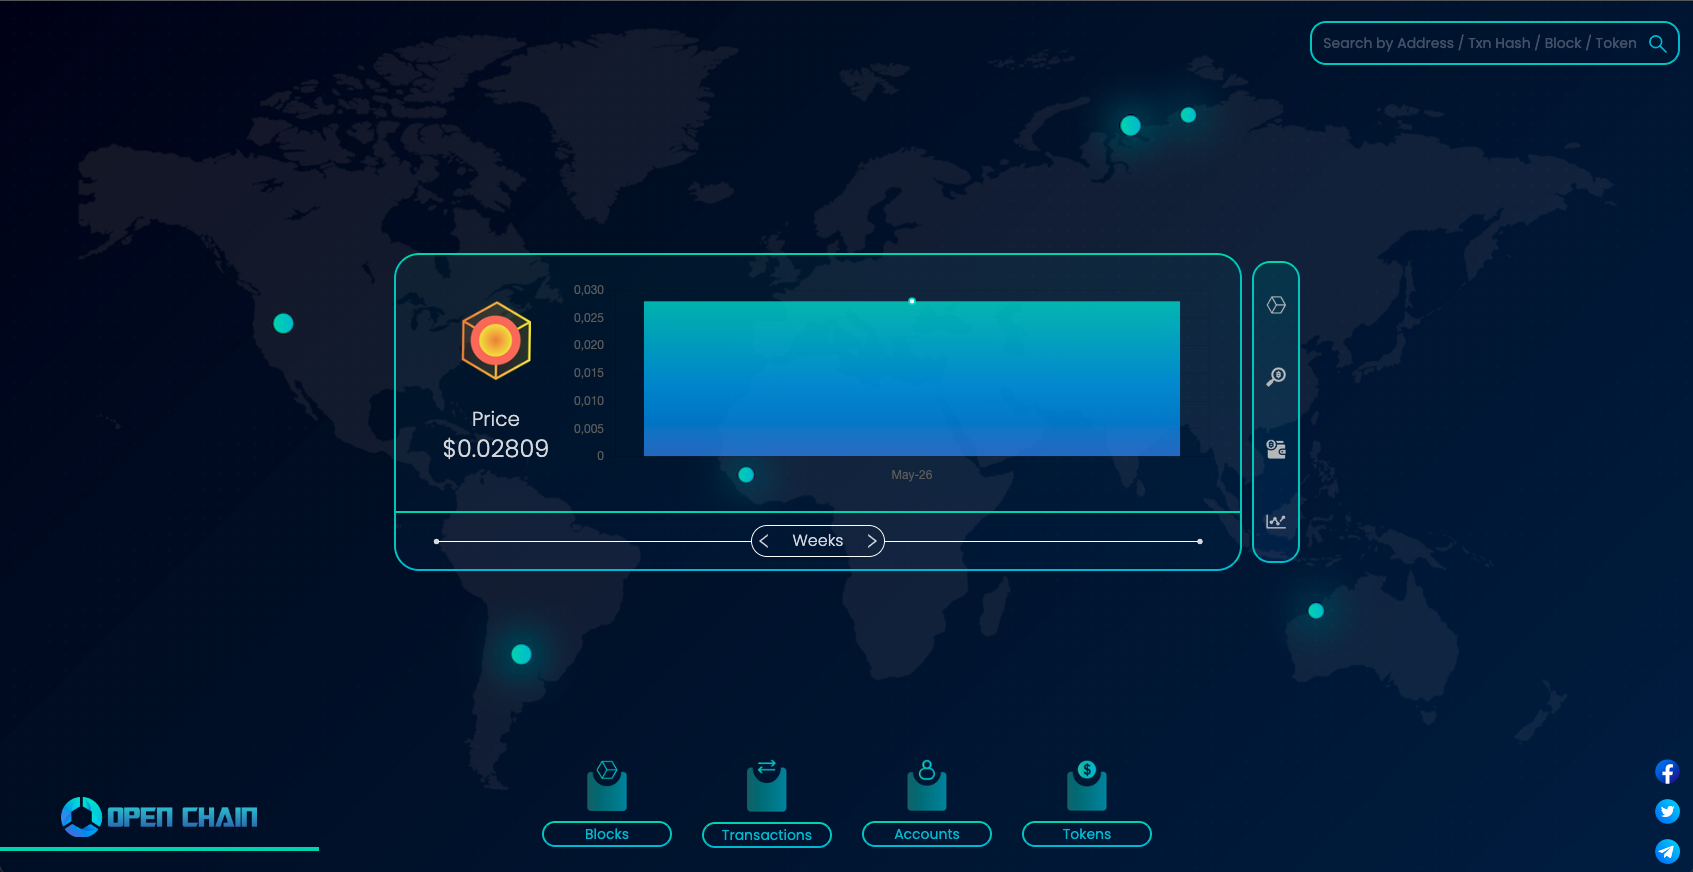 Search by Address / Txn Hash / Block / Token
0,030
0,025
0,020
0,015
0,010
0,005
0
May-26
Price
$0.02809
Weeks
OPEN CHAIN
Blocks
Transactions
Accounts
Tokens